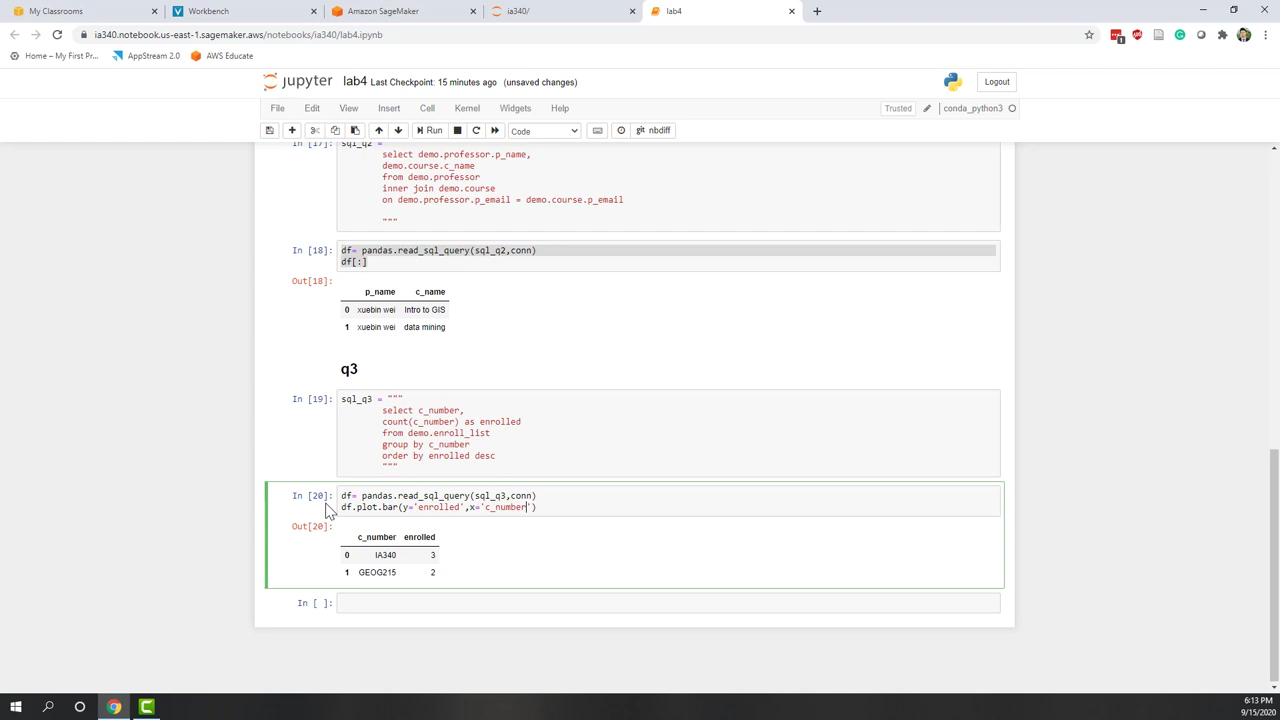 My Classrooms
Workbench
Amazon SageMaker
ia340/
lab4
ia340.notebook.us-east-1.sagemaker.aws/notebooks/ia340/lab4.ipynb
Home – My First Pr...
AppStream 2.0
AWS Educate
jupyter lab4 Last Checkpoint: 15 minutes ago (unsaved changes)
Logout
File Edit View Insert Cell Kernel Widgets Help
Trusted
conda_python3
Run
Code
nbdiff
In [17]: sql_q2 = """
select demo.professor.p_name,
demo.course.c_name
from demo.professor
inner join demo.course
on demo.professor.p_email = demo.course.p_email
"""
In [18]: df= pandas.read_sql_query(sql_q2,conn)
df[:]
Out[18]:
p_name c_name
0 xuebin wei Intro to GIS
1 xuebin wei data mining
q3
In [19]: sql_q3 = """
select c_number,
count(c_number) as enrolled
from demo.enroll_list
group by c_number
order by enrolled desc
"""
In [20]: df= pandas.read_sql_query(sql_q3,conn)
df.plot.bar(y='enrolled',x='c_number')
Out[20]:
c_number enrolled
0 IA340 3
1 GEOG215 2
In [ ]:
6:13 PM
9/15/2020